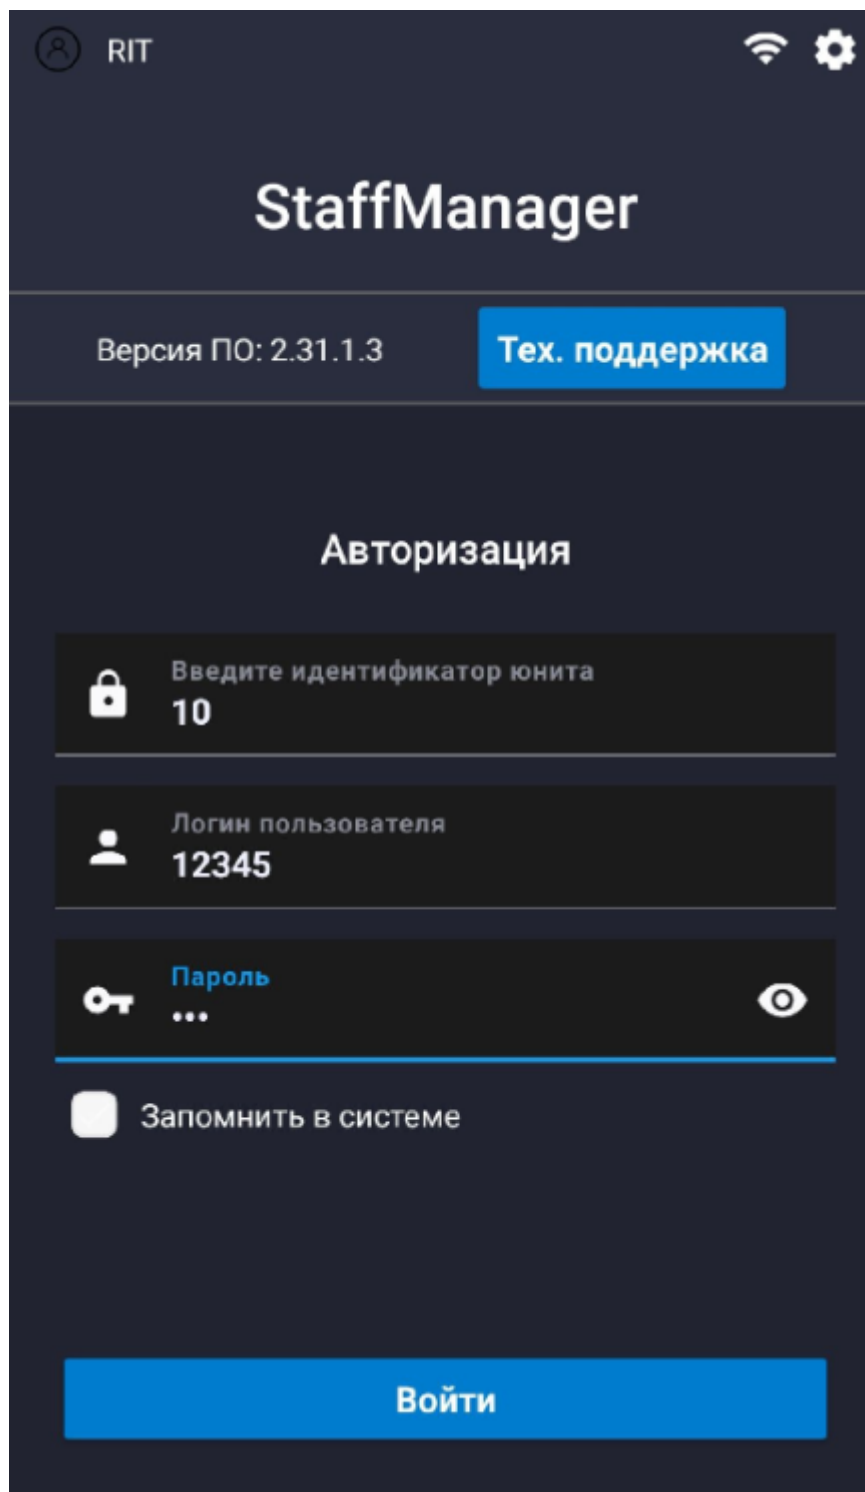 RIT
StaffManager
Версия ПО: 2.31.1.3
Тех. поддержка
Авторизация
Введите идентификатор юнита
10
Логин пользователя
12345
Пароль
•••
Запомнить в системе
Войти